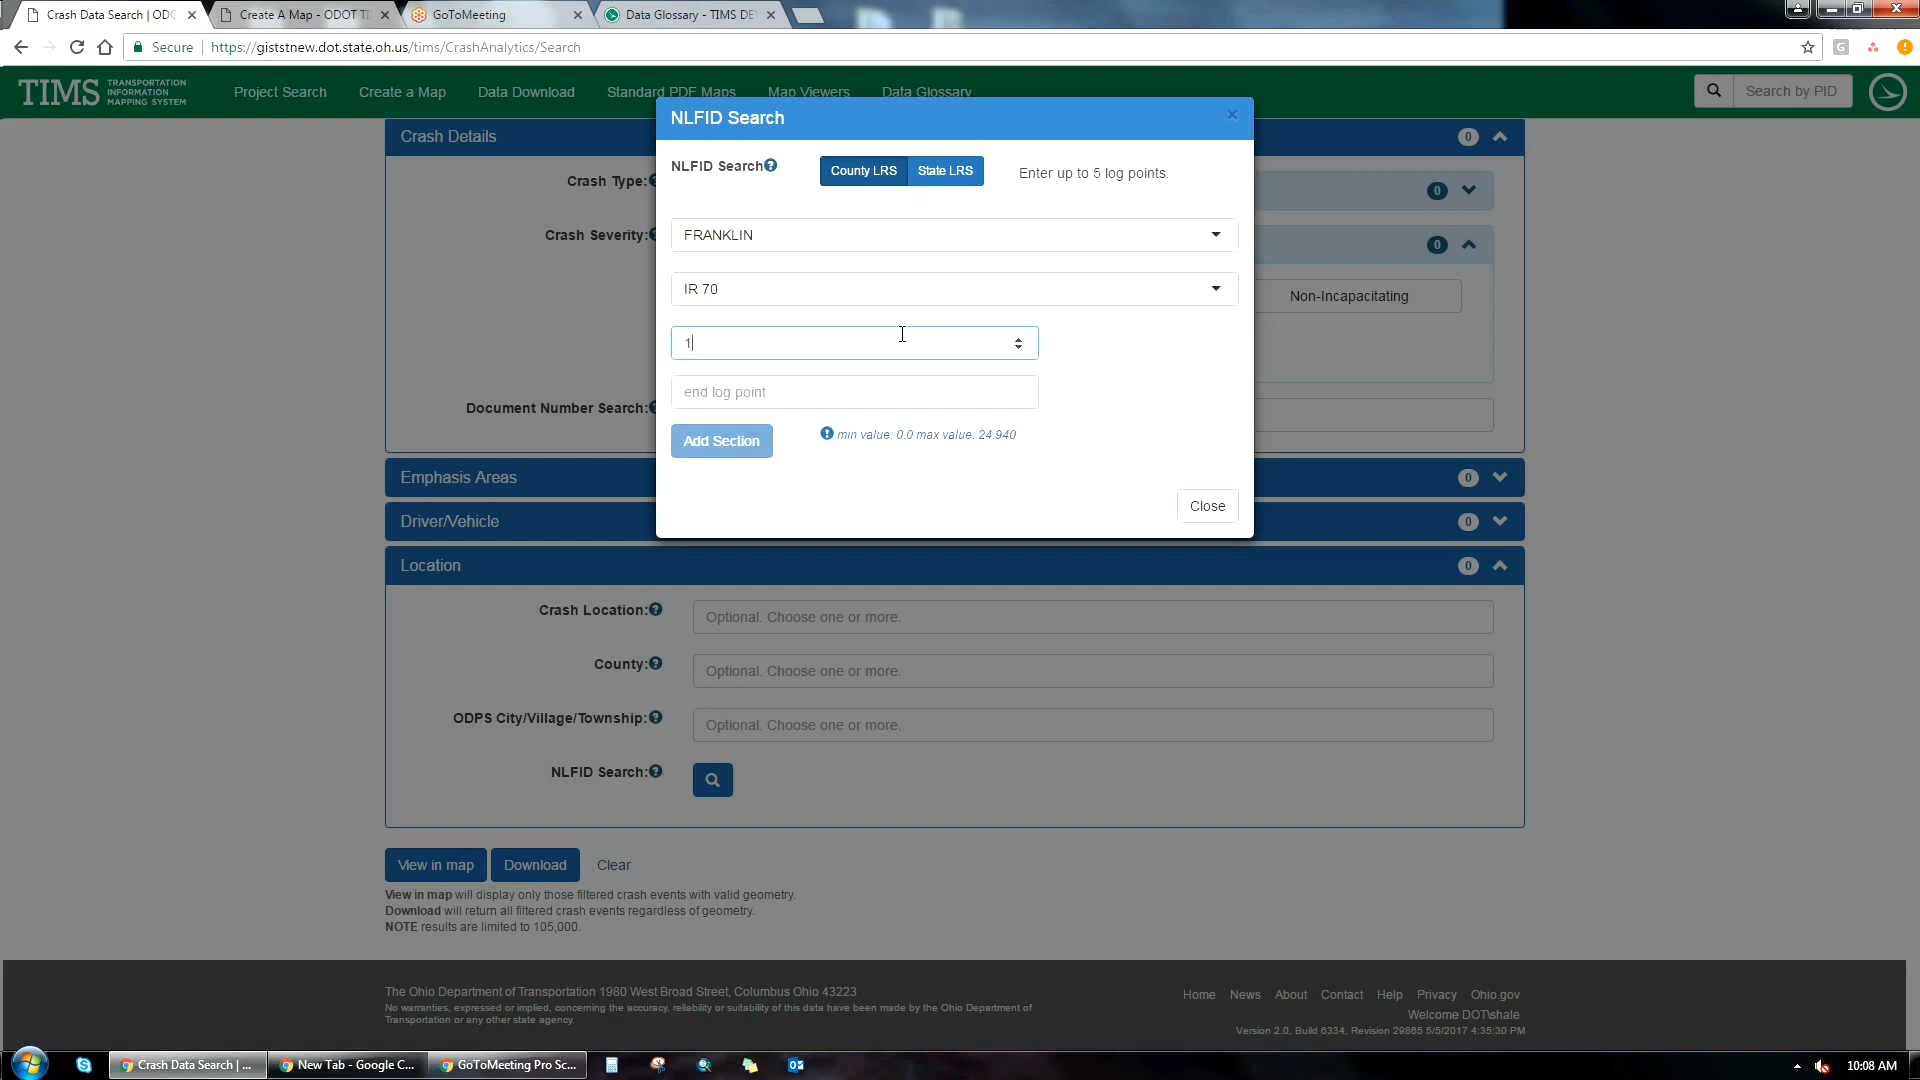 Crash Data Search | ODC
Create A Map - ODOT TI
GoToMeeting
Data Glossary - TIMS DE
Secure
https://giststnew.dot.state.oh.us/tims/CrashAnalytics/Search
TIMS TRANSPORTATION INFORMATION MAPPING SYSTEM
Project Search
Create a Map
Data Download
Standard PDF Maps
Map Viewers
Data Glossary
Search by PID
NLFID Search
×
Crash Details
0
NLFID Search
County LRS
State LRS
Enter up to 5 log points.
Crash Type:
0
Crash Severity:
FRANKLIN
0
IR 70
Non-Incapacitating
1
end log point
Document Number Search:
Add Section
min value: 0.0 max value: 24.940
Emphasis Areas
0
Close
Driver/Vehicle
0
Location
0
Crash Location:
Optional. Choose one or more.
County:
Optional. Choose one or more.
ODPS City/Village/Township:
Optional. Choose one or more.
NLFID Search:
View in map
Download
Clear
View in map will display only those filtered crash events with valid geometry.
Download will return all filtered crash events regardless of geometry.
NOTE results are limited to 105,000.
The Ohio Department of Transportation 1980 West Broad Street, Columbus Ohio 43223
No warranties, expressed or implied, concerning the accuracy, reliability or suitability of this data have been made by the Ohio Department of
Transportation or any other state agency.
Home
News
About
Contact
Help
Privacy
Ohio.gov
Welcome DOT\shale
Version 2.0, Build 6334, Revision 29865 5/5/2017 4:35:30 PM
Crash Data Search | ...
New Tab - Google C...
GoToMeeting Pro Sc...
10:08 AM